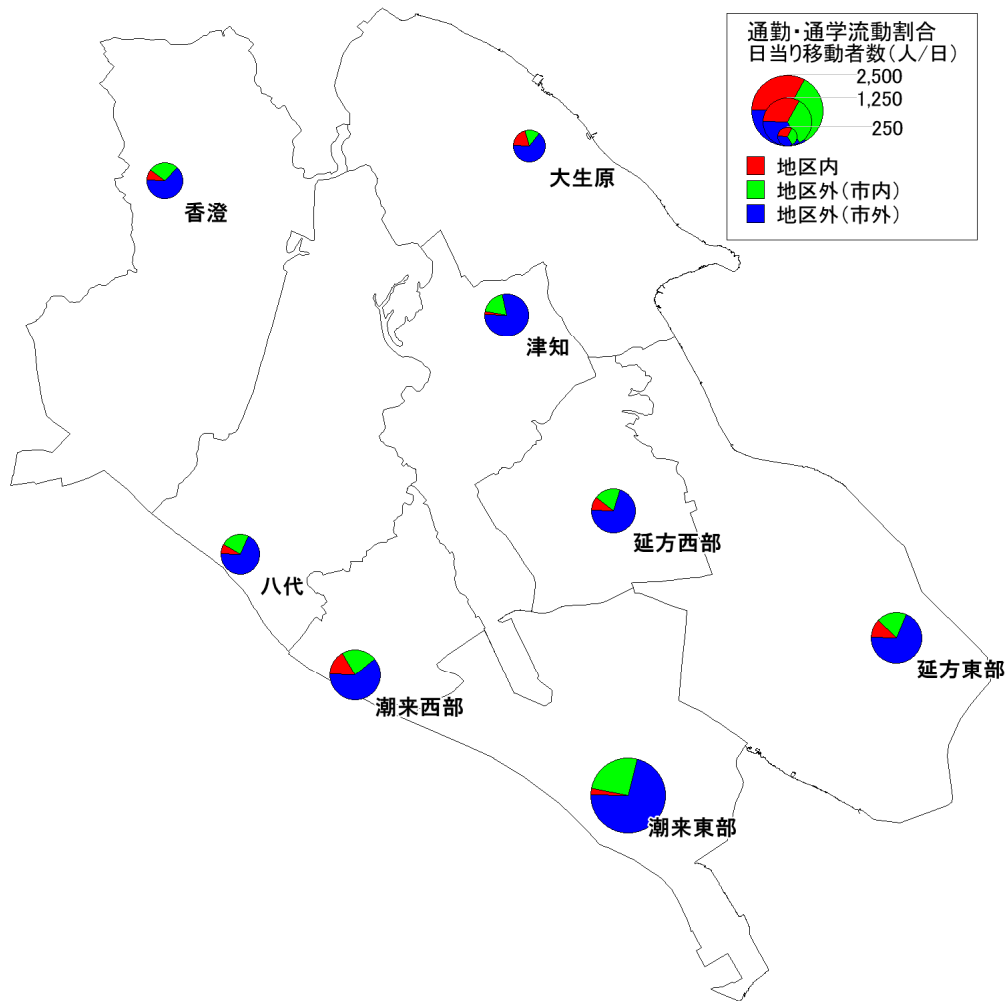 通勤・通学流動割合
日当り移動者数(人/日)
2,500
1,250
250
地区内
地区外(市内)
地区外(市外)
大生原
香澄
津知
延方西部
八代
延方東部
潮来西部
潮来東部